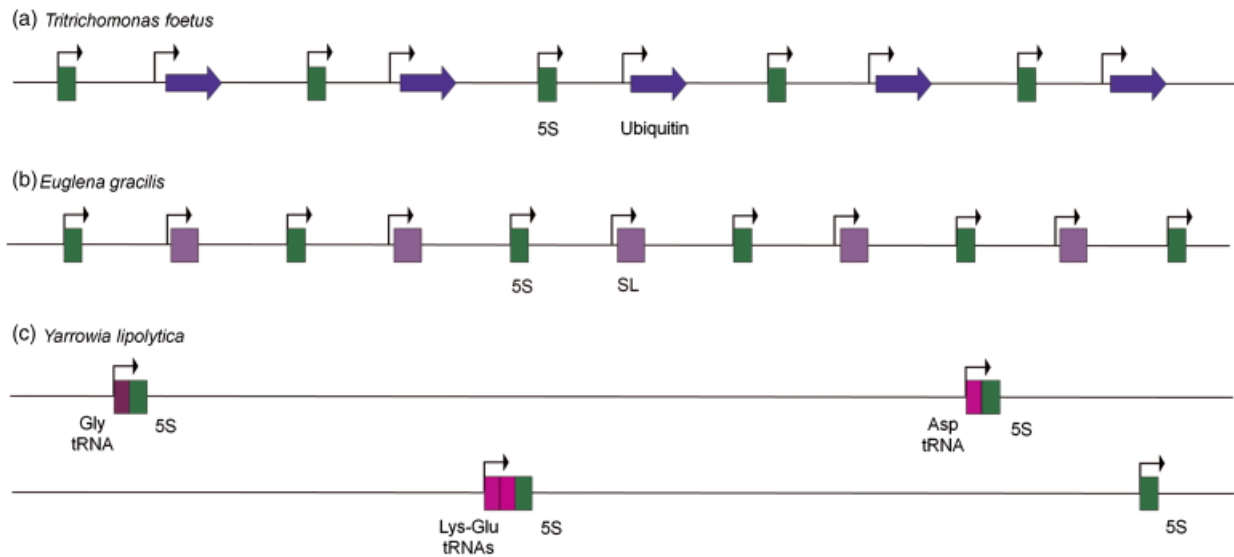 (a) Tritrichomonas foetus
5S Ubiquitin
(b) Euglena gracilis
5S SL
(c) Yarrowia lipolytica
Gly
tRNA
5S
Asp
tRNA
5S
Lys-Glu
tRNAs
5S
5S